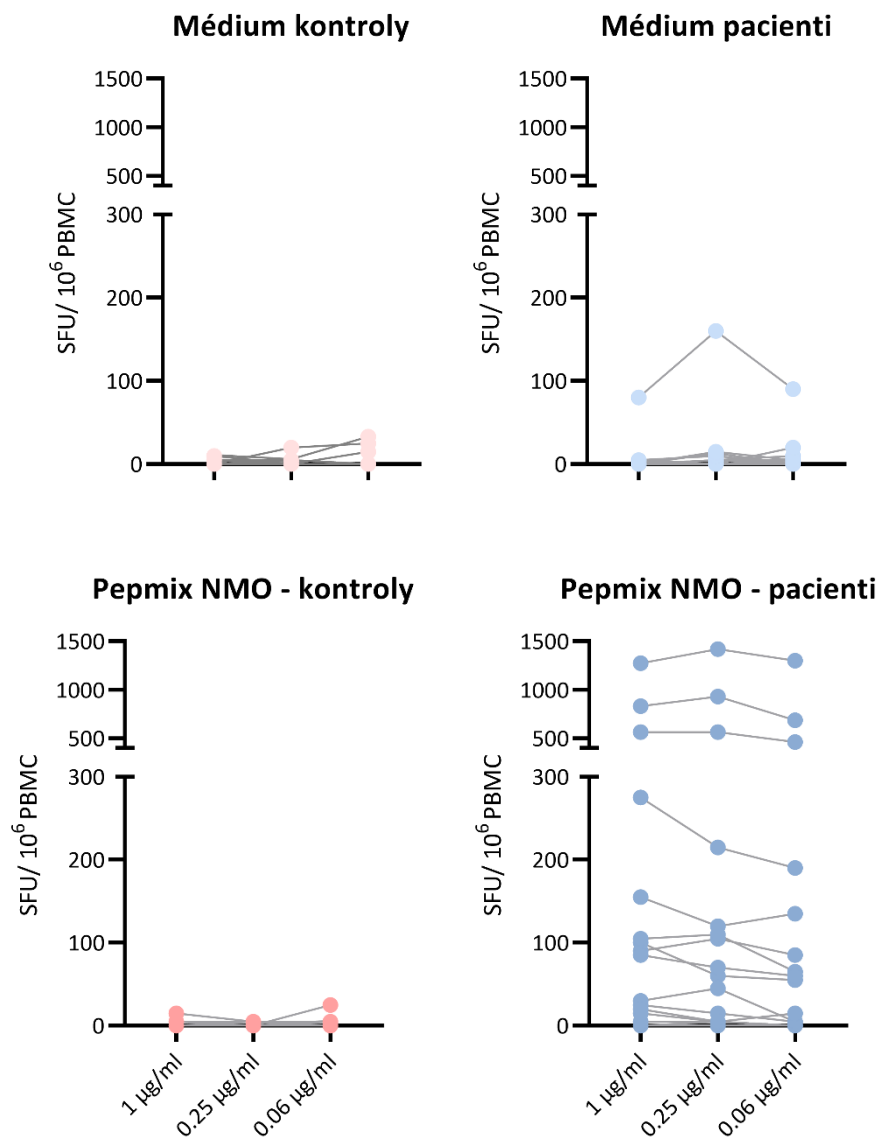 Médium kontroly
1500
1000
500
300
200
100
0
SFU/ 10⁶ PBMC
Médium pacienti
1500
1000
500
300
200
100
0
SFU/ 10⁶ PBMC
Pepmix NMO - kontroly
1500
1000
500
300
200
100
0
SFU/ 10⁶ PBMC
1 µg/ml
0.25 µg/ml
0.06 µg/ml
Pepmix NMO - pacienti
1500
1000
500
300
200
100
0
SFU/ 10⁶ PBMC
1 µg/ml
0.25 µg/ml
0.06 µg/ml